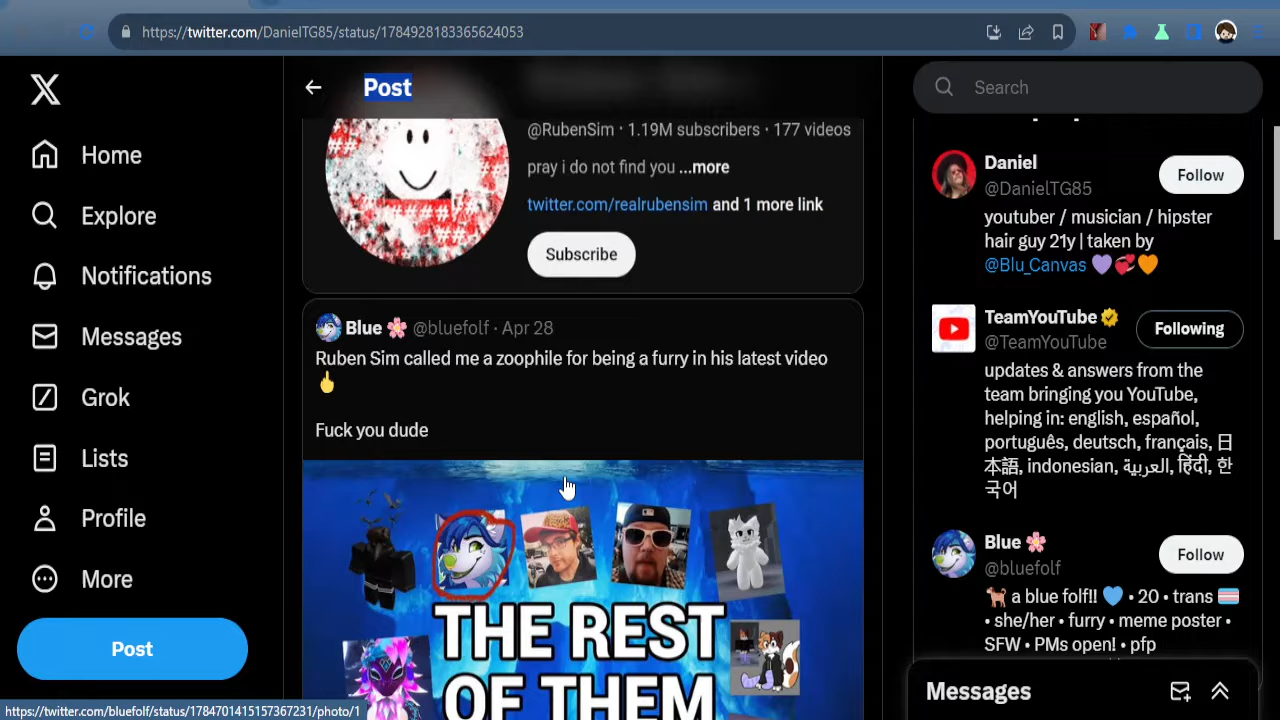 https://twitter.com/DanielTG85/status/1784928183365624053
Post
Home
Explore
Notifications
Messages
Grok
Lists
Profile
More
Post
@RubenSim · 1.19M subscribers · 177 videos
pray i do not find you ...more
twitter.com/realrubensim and 1 more link
Subscribe
Blue 🌸 @bluefolf · Apr 28
Ruben Sim called me a zoophile for being a furry in his latest video
🖕
Fuck you dude
THE REST
OF THEM
Search
Daniel
@DanielTG85
Follow
youtuber / musician / hipster
hair guy 21y | taken by
@Blu_Canvas 💜💞🧡
TeamYouTube
@TeamYouTube
Following
updates & answers from the
team bringing you YouTube,
helping in: english, español,
português, deutsch, français, 日
本語, indonesian, العربية, हिंदी, 한
국어
Blue 🌸
@bluefolf
Follow
🐕 a blue folf!! 💙 • 20 • trans 🏳️‍⚧️
• she/her • furry • meme poster •
SFW • PMs open! • pfp
Messages
https://twitter.com/bluefolf/status/1784701415157367231/photo/1